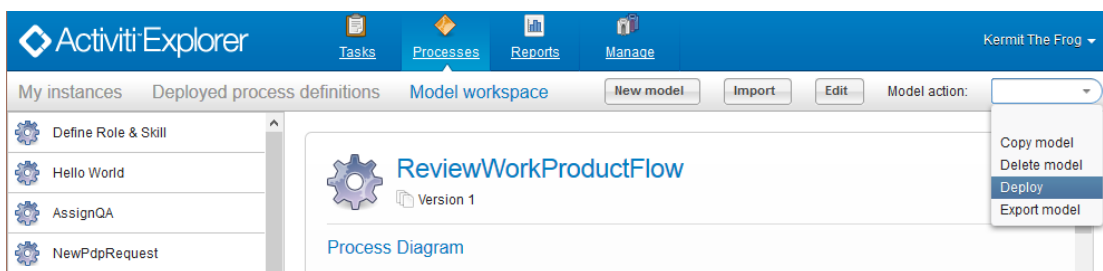 Activiti Explorer
Tasks Processes Reports Manage
Kermit The Frog
My instances Deployed process definitions Model workspace New model Import Edit Model action:
Define Role & Skill
Hello World
AssignQA
NewPdpRequest
ReviewWorkProductFlow
Version 1
Process Diagram
Copy model
Delete model
Deploy
Export model